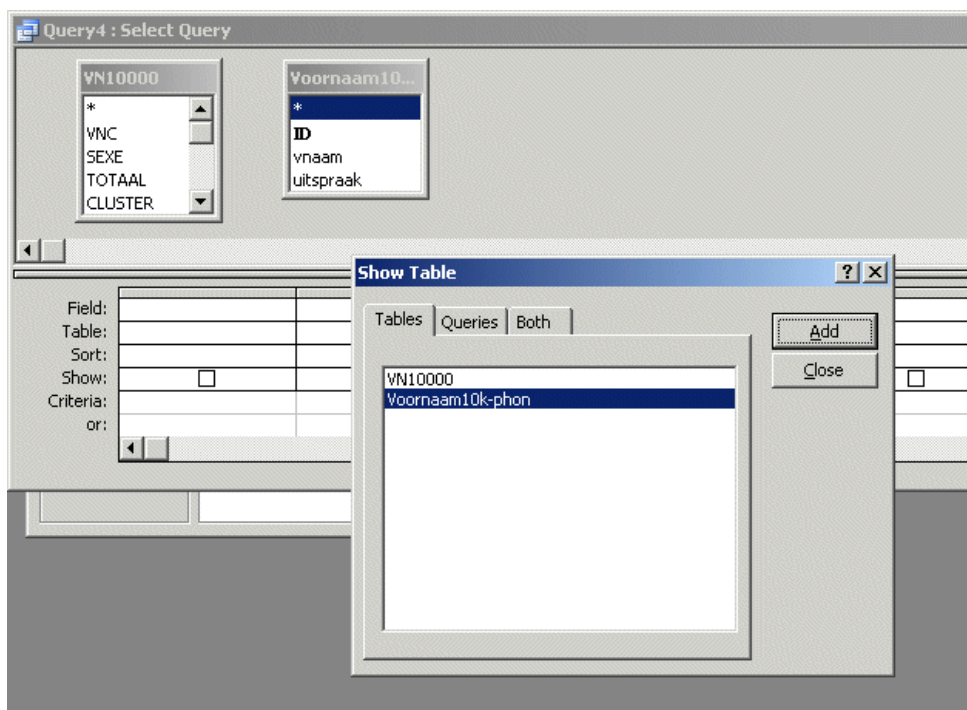 Query4 : Select Query
VN10000
*
VNC
SEXE
TOTAAL
CLUSTER
Voornaam10...
*
ID
vnaam
uitspraak
Field:
Table:
Sort:
Show:
Criteria:
or:
Show Table
?
Tables Queries Both
VN10000
Voornaam10k-phon
Add
Close